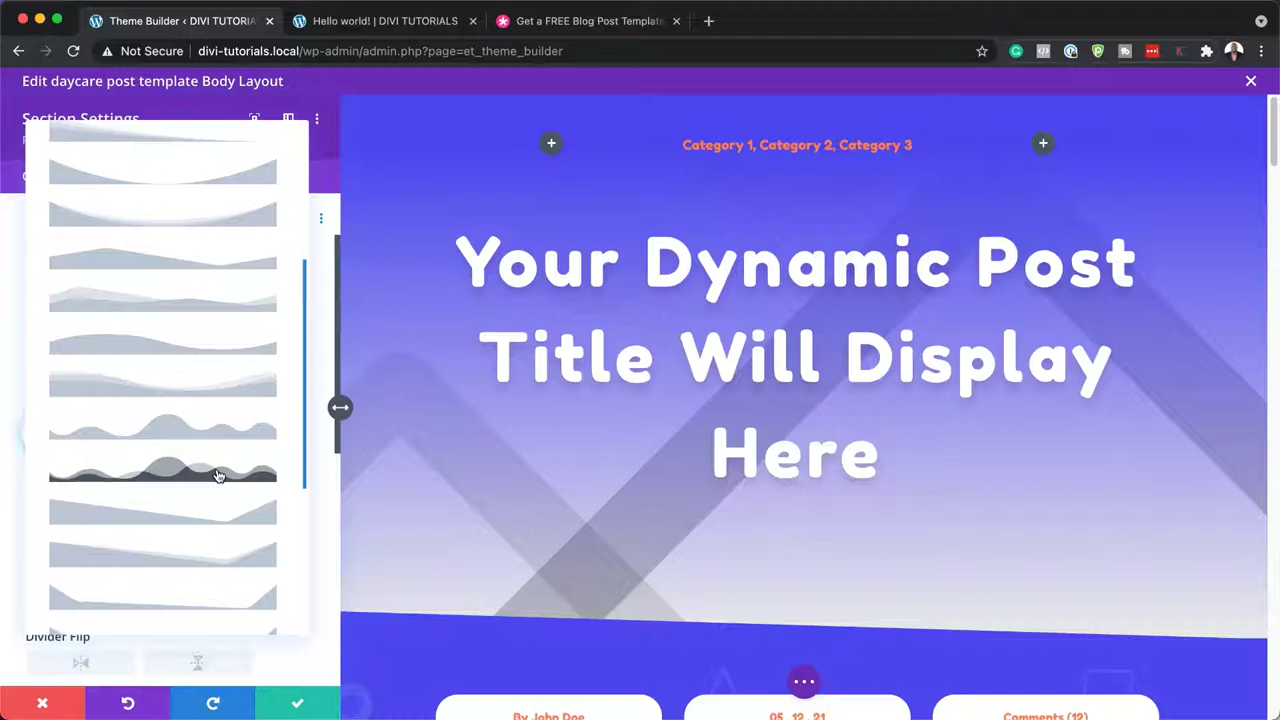 Theme Builder ‹ DIVI TUTORIA
Hello world! | DIVI TUTORIALS
Get a FREE Blog Post Template
Not Secure
divi-tutorials.local/wp-admin/admin.php?page=et_theme_builder
Edit daycare post template Body Layout
Section Settings
Category 1, Category 2, Category 3
Your Dynamic Post
Title Will Display
Here
Divider Flip
By John Doe
05 . 12 . 21
Comments (12)